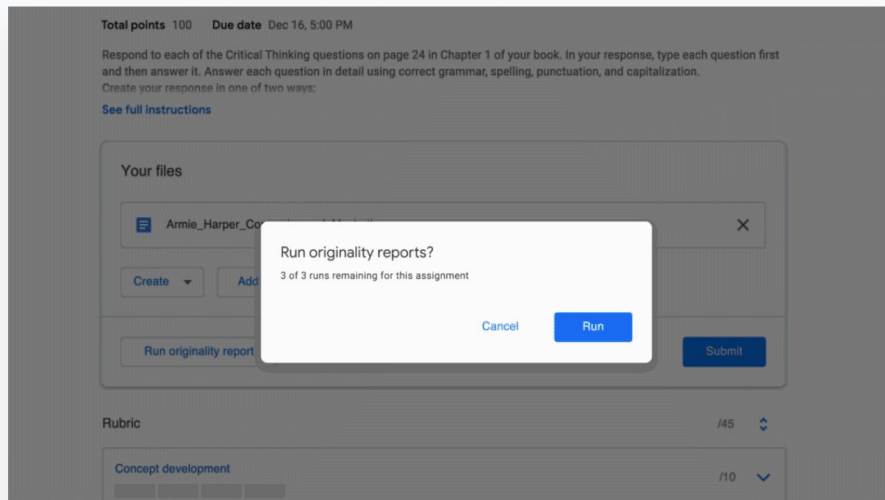 Total points 100 Due date Dec 16, 5:00 PM
Respond to each of the Critical Thinking questions on page 24 in Chapter 1 of your book. In your response, type each question first
and then answer it. Answer each question in detail using correct grammar, spelling, punctuation, and capitalization.
Create your response in one of two ways:
See full instructions
Your files
Armie_Harper_Co
Create Add
Run originality reports?
3 of 3 runs remaining for this assignment
Cancel Run
Run originality report
Submit
Rubric /45
Concept development /10